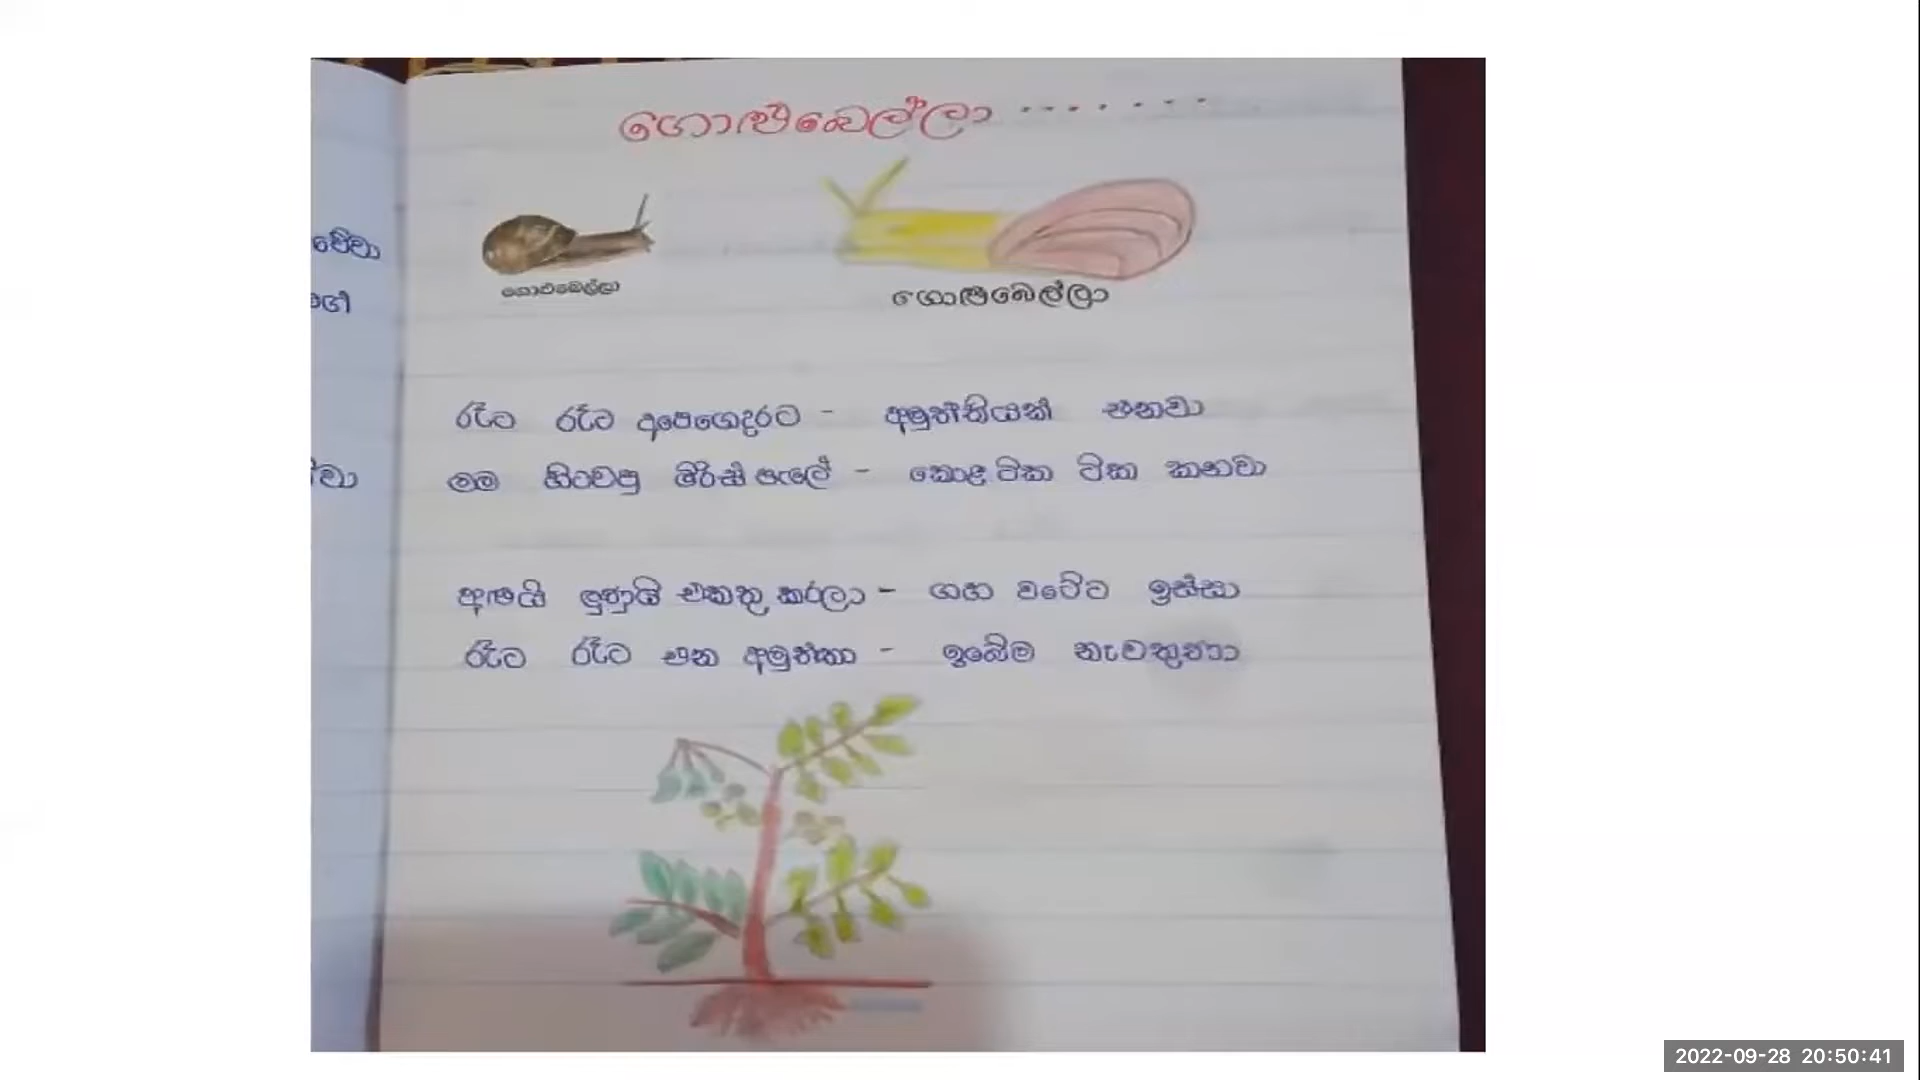 ගොළුබෙල්ලා .......
ගොළුබෙල්ලා
ගොළුබෙල්ලා
රෑට රෑට අපෙගෙදරට - අමුත්තියක් එනවා
මම හිටවපු මිරිස් පැලේ - කොළ ටික ටික කනවා
අළුයි ලුණුයි එකතු කරලා - ගහ වටේට ඉස්සා
රෑට රෑට එන අමුත්තා - ඉබේම නැවතුණා
2022-09-28 20:50:41